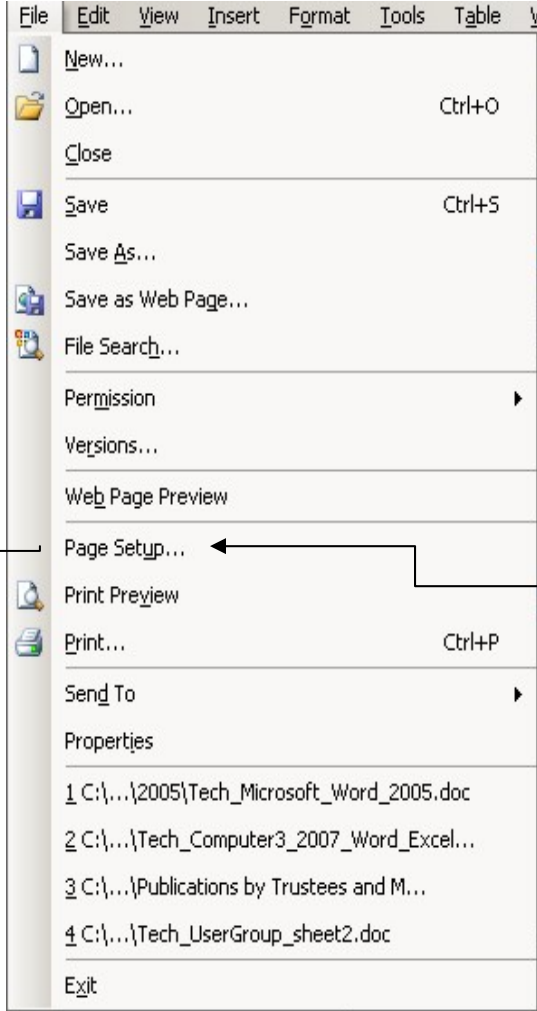 File Edit View Insert Format Tools Table
New...
Open... Ctrl+O
Close
Save Ctrl+S
Save As...
Save as Web Page...
File Search...
Permission
Versions...
Web Page Preview
Page Setup...
Print Preview
Print... Ctrl+P
Send To
Properties
1 C:\...\2005\Tech_Microsoft_Word_2005.doc
2 C:\...\Tech_Computer3_2007_Word_Excel...
3 C:\...\Publications by Trustees and M...
4 C:\...\Tech_UserGroup_sheet2.doc
Exit